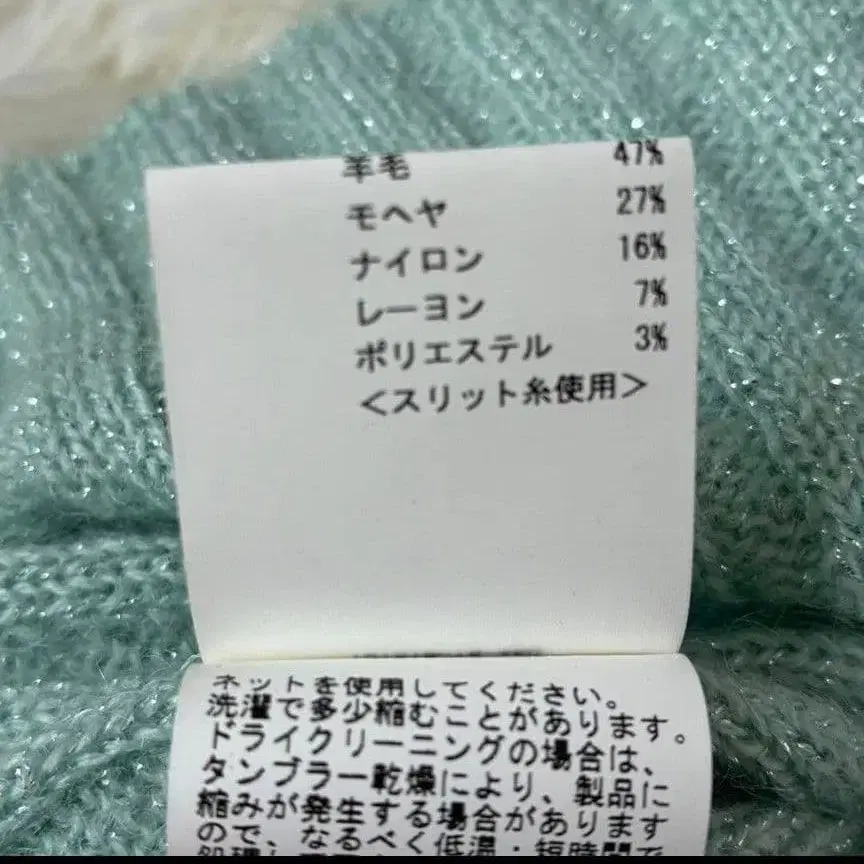 羊毛 47%
モヘヤ 27%
ナイロン 16%
レーヨン 7%
ポリエステル 3%
<スリット糸使用>
ネットを使用してください。
洗濯で多少縮むことがあります。
ドライクリーニングの場合は、
タンブラー乾燥により、製品に
縮みが発生する場合があります
ので、なるべく低温・短時間で